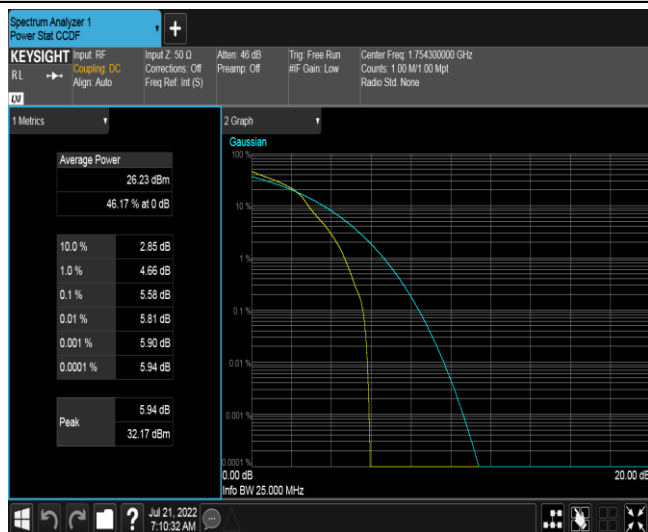 Spectrum Analyzer 1
Power Stat CCDF
+
KEYSIGHT
RL
LXI
Input: RF
Coupling: DC
Align: Auto
Input Z: 50 Ω
Corrections: Off
Freq Ref: Int (S)
Atten: 46 dB
Preamp: Off
Trig: Free Run
#IF Gain: Low
Center Freq: 1.754300000 GHz
Counts: 1.00 M/1.00 Mpt
Radio Std: None
1 Metrics
Average Power
26.23 dBm
46.17 % at 0 dB
10.0 % 2.85 dB
1.0 % 4.66 dB
0.1 % 5.58 dB
0.01 % 5.81 dB
0.001 % 5.90 dB
0.0001 % 5.94 dB
Peak
5.94 dB
32.17 dBm
2 Graph
Gaussian
100 %
10 %
1 %
0.1 %
0.01 %
0.001 %
0.0001 %
0.00 dB
20.00 dB
Info BW 25.000 MHz
?
Jul 21, 2022
7:10:32 AM